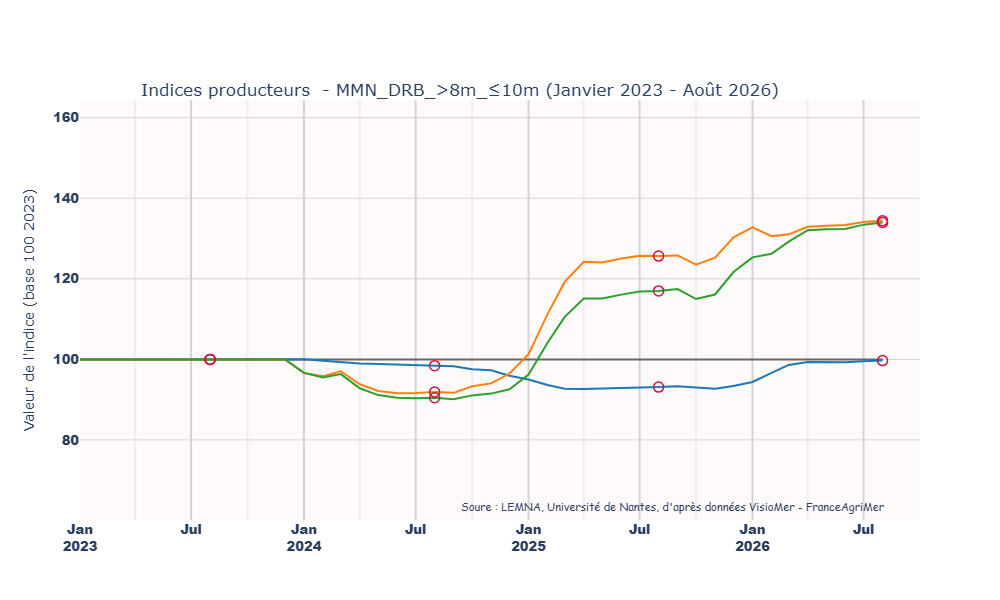 Indices producteurs  - MMN_DRB_>8m_≤10m (Janvier 2023 - Août 2026)
Valeur de l'indice (base 100 2023)
160
140
120
100
80
Soure : LEMNA, Université de Nantes, d'après données VisioMer - FranceAgriMer
Jan Jul Jan Jul Jan Jul Jan Jul
2023 2024 2025 2026